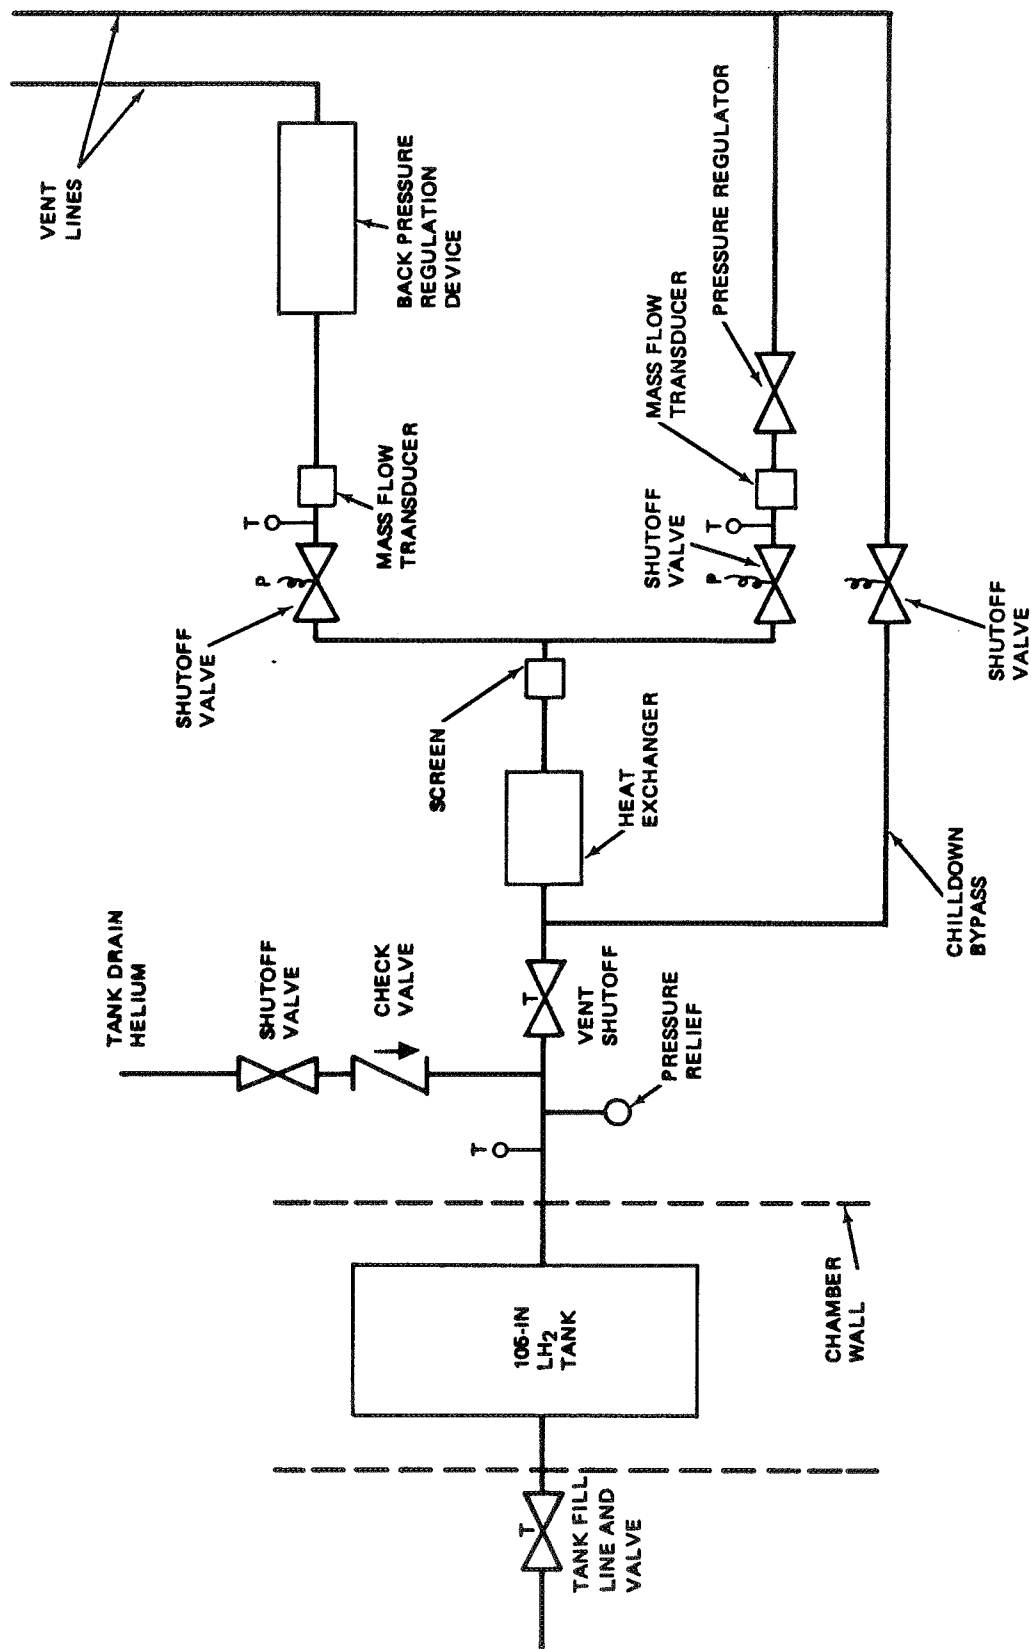 VENT
LINES
TANK DRAIN
HELIUM
SHUTOFF
VALVE
P
T
SHUTOFF
VALVE
CHECK
VALVE
MASS FLOW
TRANSDUCER
BACK PRESSURE
REGULATION
DEVICE
SCREEN
T
105-IN
LH2
TANK
T
T
TANK FILL
LINE AND
VALVE
VENT
SHUTOFF
HEAT
EXCHANGER
PRESSURE
RELIEF
SHUTOFF
VALVE
MASS FLOW
TRANSDUCER
P
T
PRESSURE REGULATOR
CHAMBER
WALL
CHILLDOWN
BYPASS
SHUTOFF
VALVE